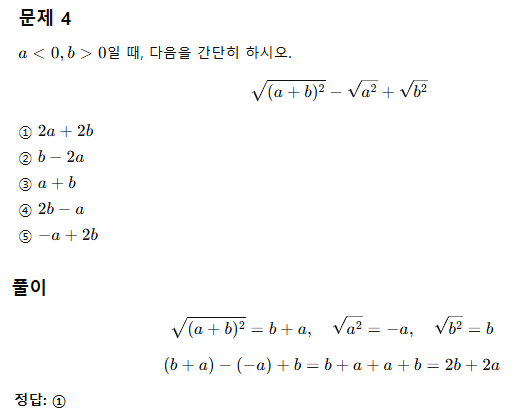 문제 4
a < 0, b > 0일 때, 다음을 간단히 하시오.
√(a + b)² − √a² + √b²
① 2a + 2b
② b − 2a
③ a + b
④ 2b − a
⑤ −a + 2b
풀이
√(a + b)² = b + a, √a² = −a, √b² = b
(b + a) − (−a) + b = b + a + a + b = 2b + 2a
정답: ①